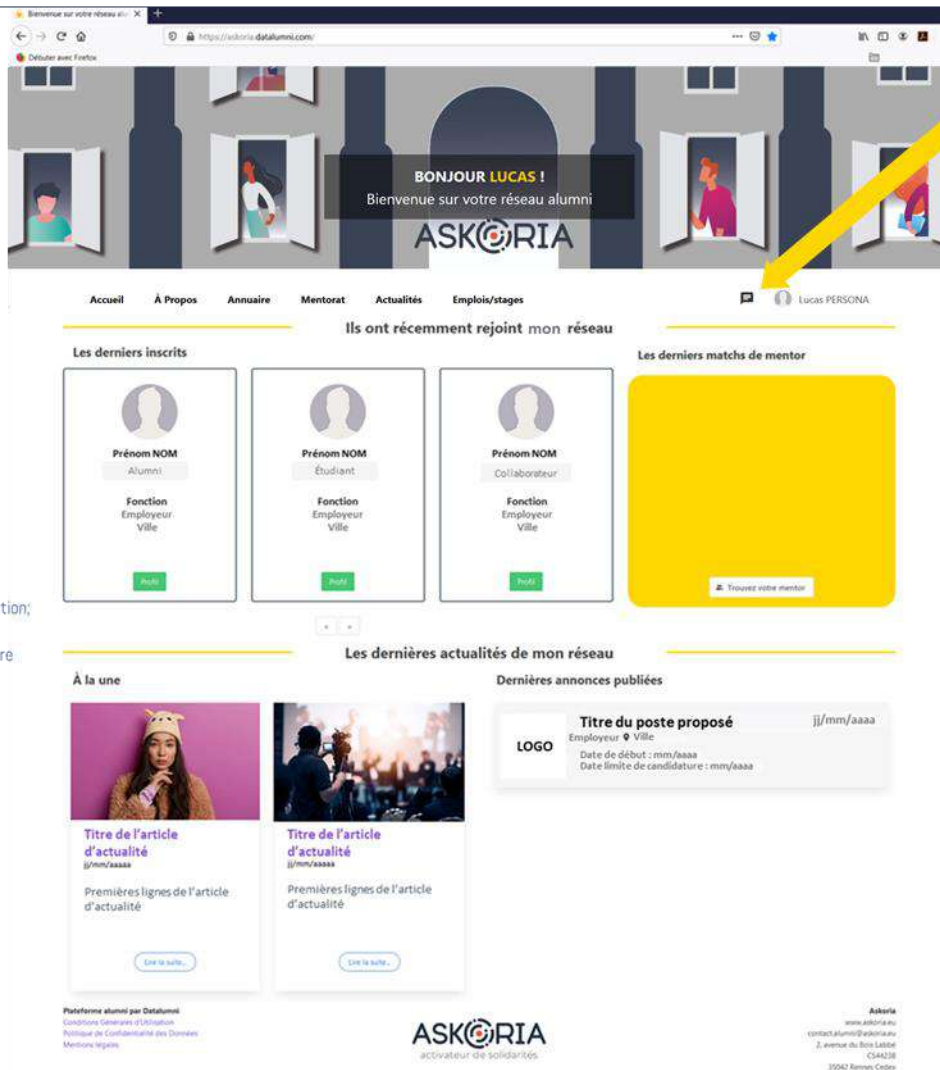 Bienvenue sur votre réseau alu
https://askoria.datalumni.com/
Débuter avec Firefox
BONJOUR LUCAS !
Bienvenue sur votre réseau alumni
ASKORIA
Accueil À Propos Annuaire Mentorat Actualités Emplois/stages Lucas PERSONA
Ils ont récemment rejoint mon réseau
Les derniers inscrits
Les derniers matchs de mentor
Prénom NOM
Alumni
Fonction
Employeur
Ville
Profil
Prénom NOM
Étudiant
Fonction
Employeur
Ville
Profil
Prénom NOM
Collaborateur
Fonction
Employeur
Ville
Profil
Trouvez votre mentor
tion;
re
Les dernières actualités de mon réseau
À la une
Titre de l'article
d'actualité
jj/mm/aaaaa
Premières lignes de l'article
d'actualité
Lire la suite...
Titre de l'article
d'actualité
jj/mm/aaaaa
Premières lignes de l'article
d'actualité
Lire la suite...
Dernières annonces publiées
LOGO
Titre du poste proposé jj/mm/aaaa
Employeur Ville
Date de début : mm/aaaa
Date limite de candidature : mm/aaaa
Plateforme alumni par Datalumni
Conditions Générales d'Utilisation
Politique de Confidentialité des Données
Mentions légales
ASKORIA
activateur de solidarités
Askoria
www.askoria.eu
contact.alumni@askoria.eu
2, avenue du Bois Labbé
CS44238
35042 Rennes Cedex